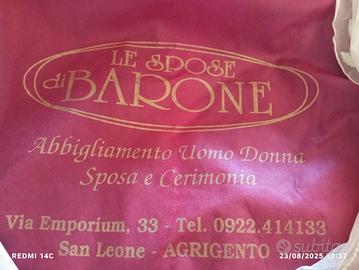 LE SPOSE
di BARONE
Abbigliamento Uomo Donna
Sposa e Cerimonia
Via Emporium, 33 - Tel. 0922.414133
San Leone - AGRIGENTO
subito
REDMI 14C
23/08/2025 12:37